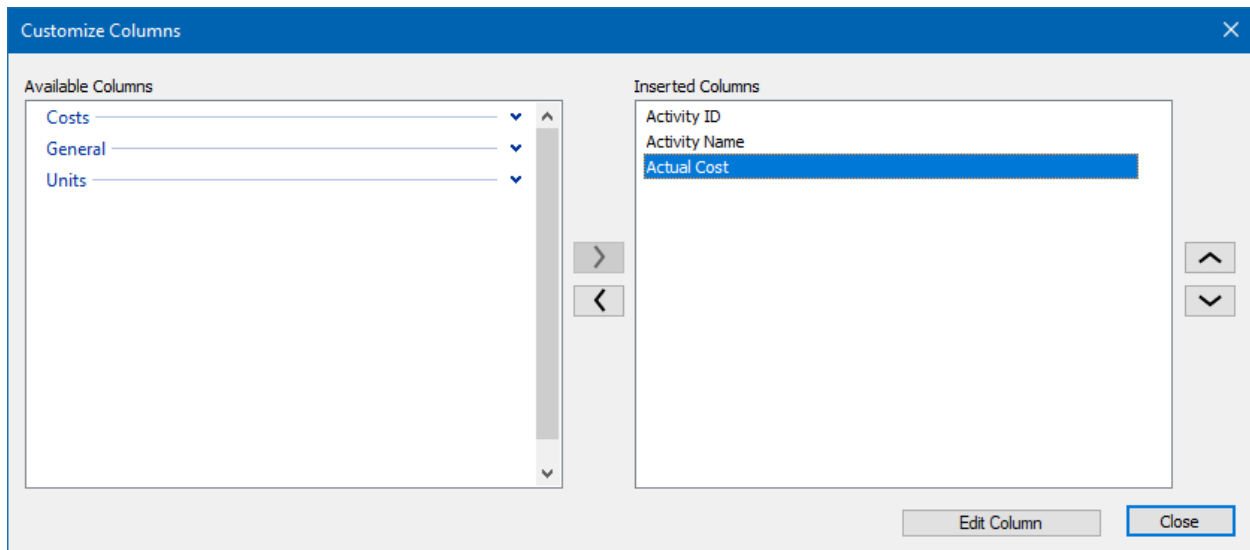 Customize Columns
Available Columns
Costs
General
Units
Inserted Columns
Activity ID
Activity Name
Actual Cost
Edit Column
Close